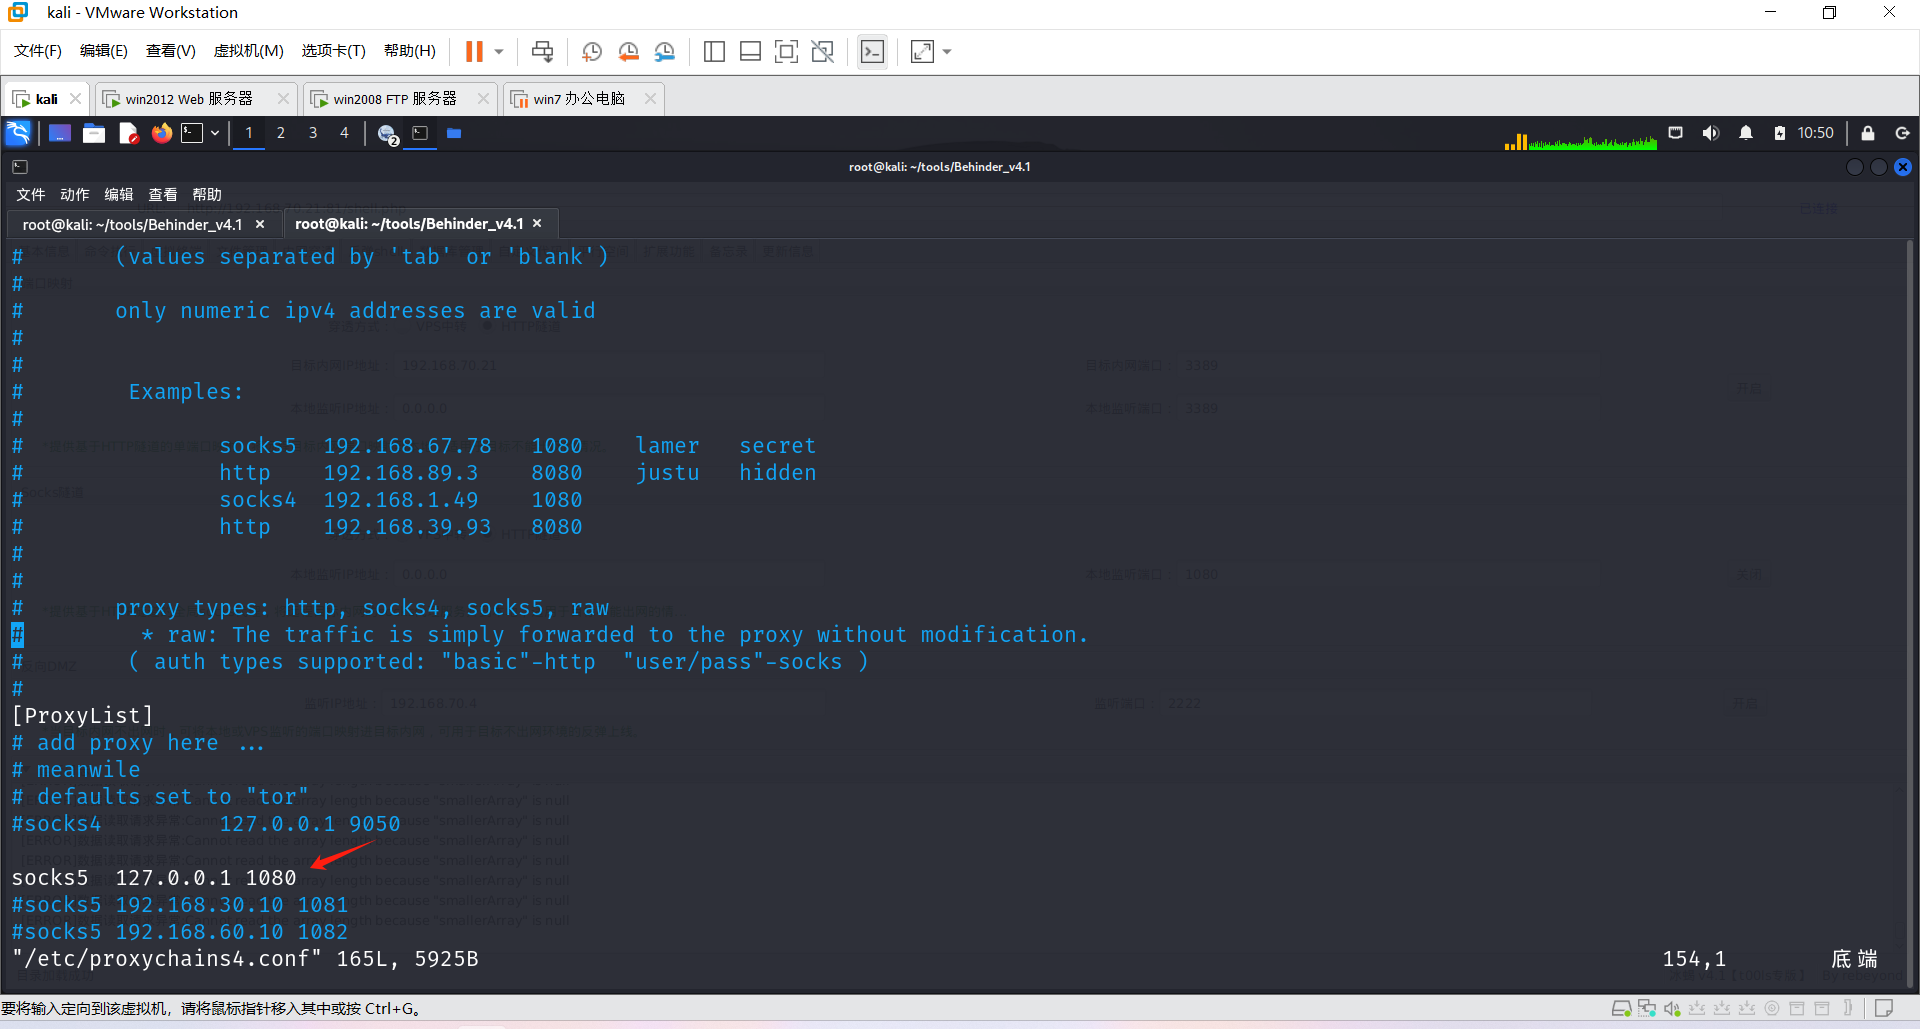 kali - VMware Workstation
文件(F) 编辑(E) 查看(V) 虚拟机(M) 选项卡(T) 帮助(H)
kali win2012 Web 服务器 win2008 FTP 服务器 win7 办公电脑
1 2 3 4 2 10:50
root@kali: ~/tools/Behinder_v4.1
文件 动作 编辑 查看 帮助
root@kali: ~/tools/Behinder_v4.1 root@kali: ~/tools/Behinder_v4.1
# (values separated by 'tab' or 'blank')
#
# only numeric ipv4 addresses are valid
#
#
# Examples:
#
# socks5 192.168.67.78 1080 lamer secret
# http 192.168.89.3 8080 justu hidden
# socks4 192.168.1.49 1080
# http 192.168.39.93 8080
#
#
# proxy types: http, socks4, socks5, raw
# * raw: The traffic is simply forwarded to the proxy without modification.
# ( auth types supported: "basic"-http "user/pass"-socks )
#
[ProxyList]
# add proxy here ...
# meanwile
# defaults set to "tor"
#socks4 127.0.0.1 9050
socks5 127.0.0.1 1080
#socks5 192.168.30.10 1081
#socks5 192.168.60.10 1082
"/etc/proxychains4.conf" 165L, 5925B 154,1 底端
要将输入定向到该虚拟机，请将鼠标指针移入其中或按 Ctrl+G。